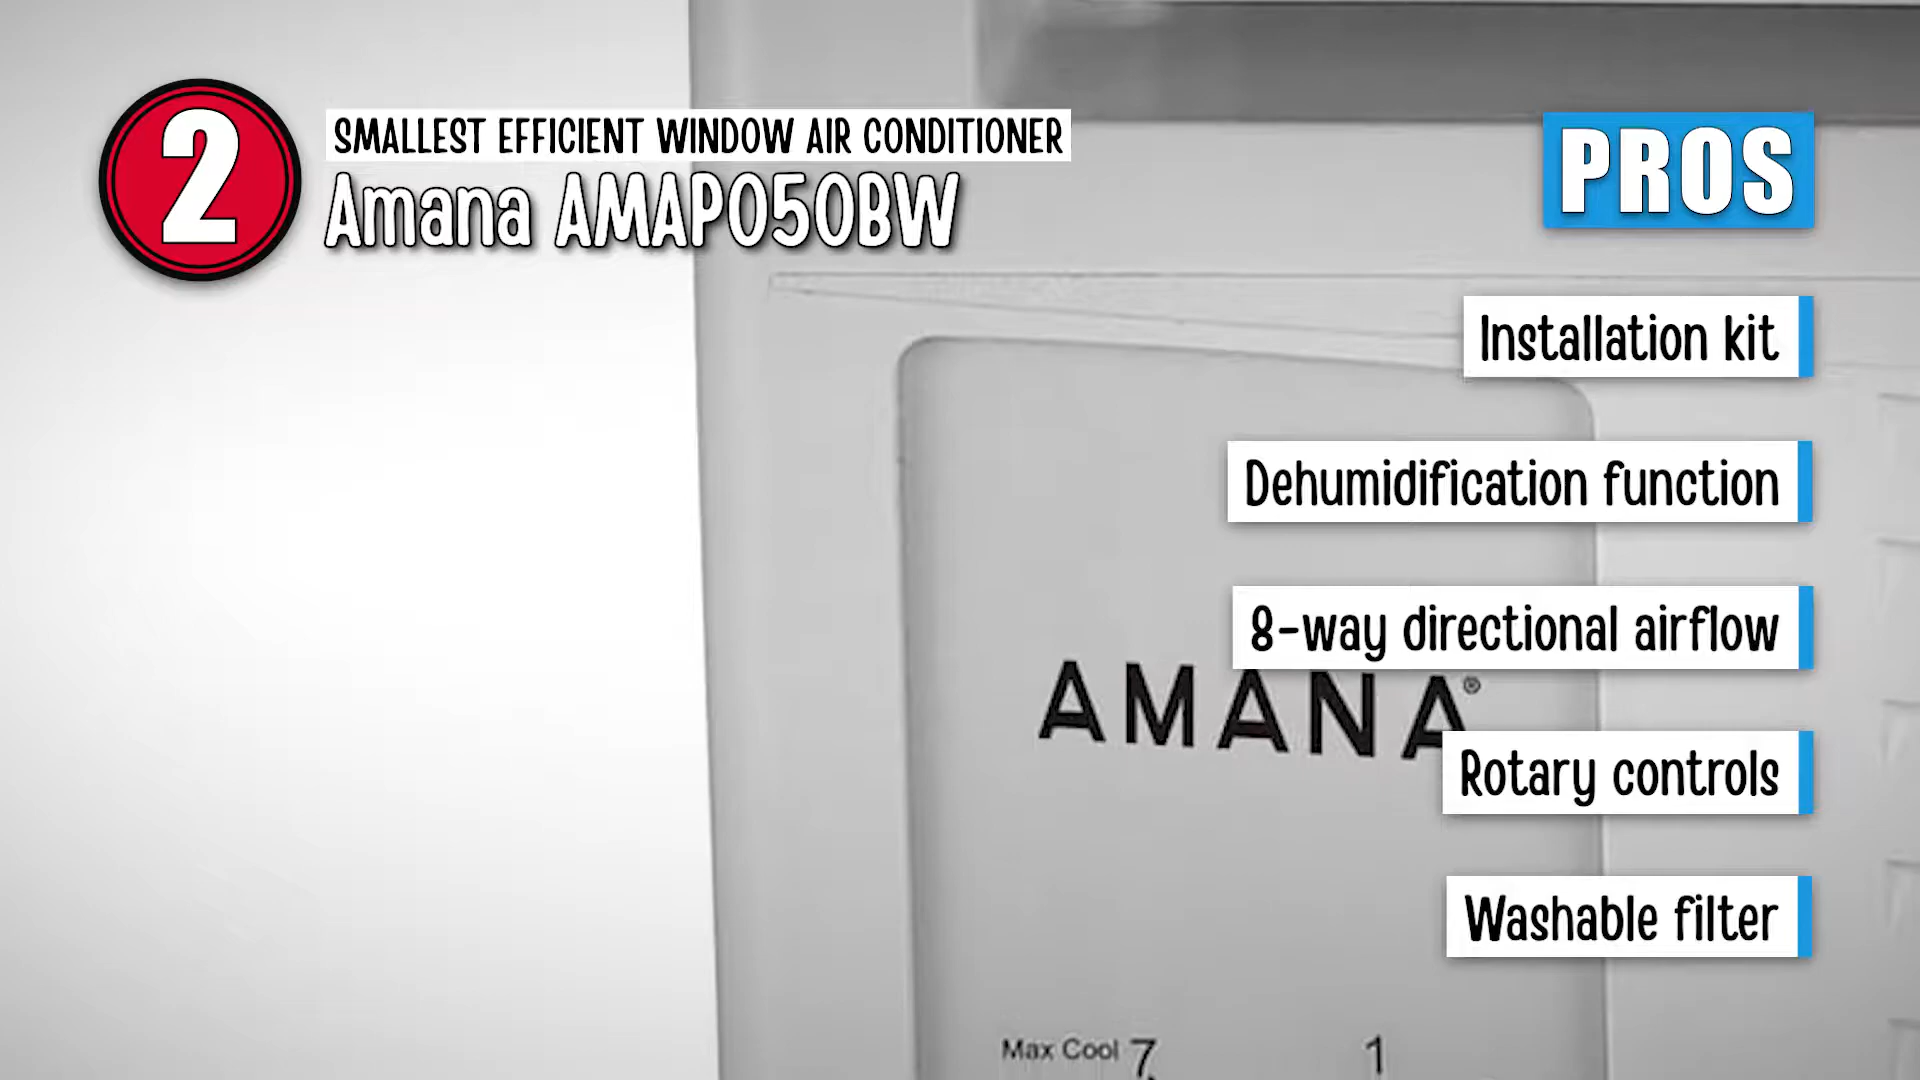 2
SMALLEST EFFICIENT WINDOW AIR CONDITIONER
Amana AMAP050BW
PROS
Installation kit
Dehumidification function
8-way directional airflow
AMANA®
Rotary controls
Washable filter
Max Cool 7 1